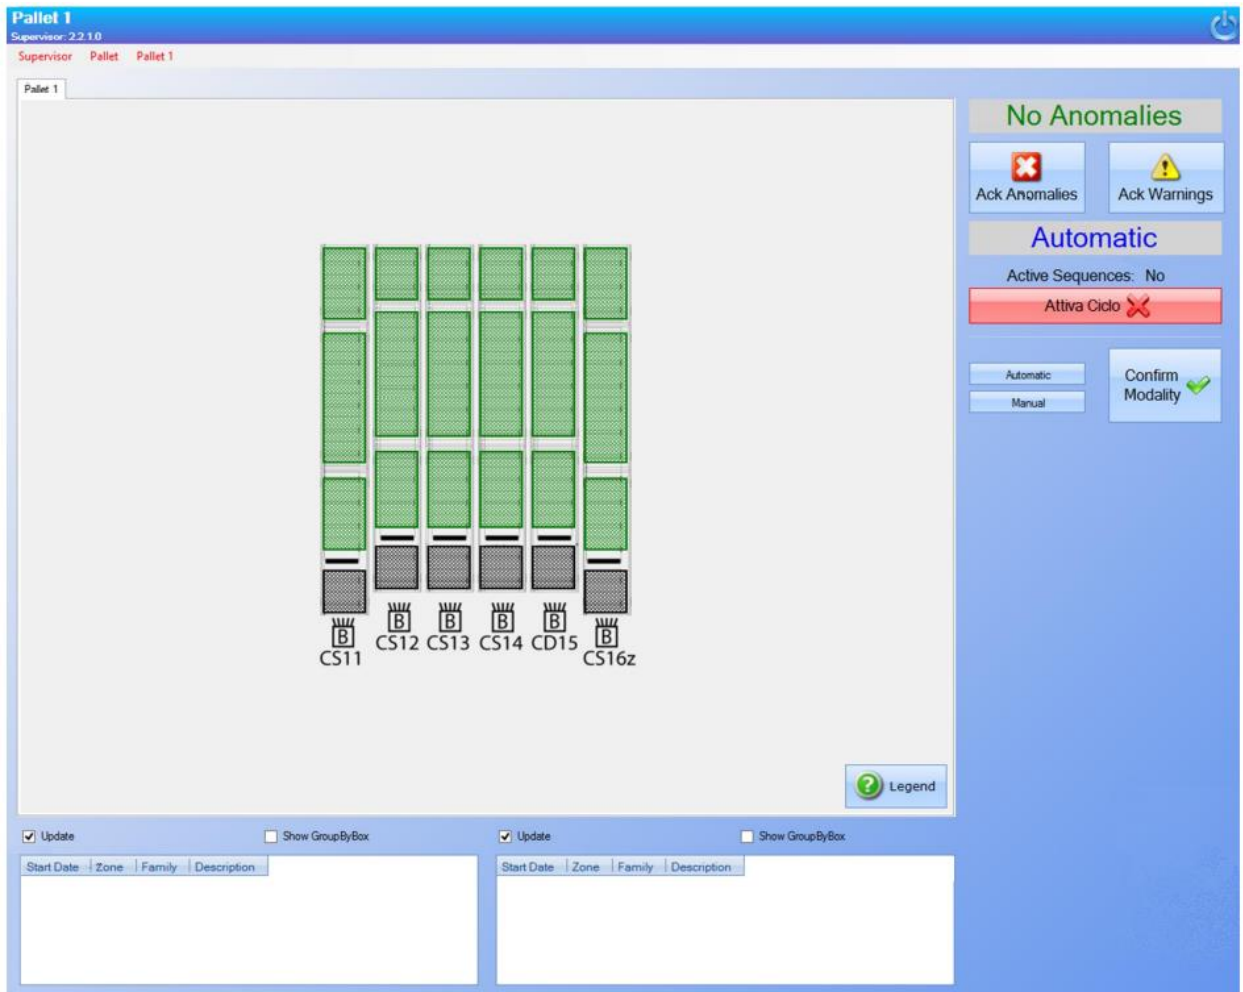 Pallet 1
Supervisor: 2.2.1.0
Supervisor Pallet Pallet 1
Pallet 1
No Anomalies
Ack Anomalies
Ack Warnings
Automatic
Active Sequences: No
Attiva Ciclo
Automatic
Manual
Confirm
Modality
B
B
B
B
B
B
CS11
CS12
CS13
CS14
CD15
CS16z
Legend
Update
Show GroupByBox
Update
Show GroupByBox
Start Date Zone Family Description
Start Date Zone Family Description